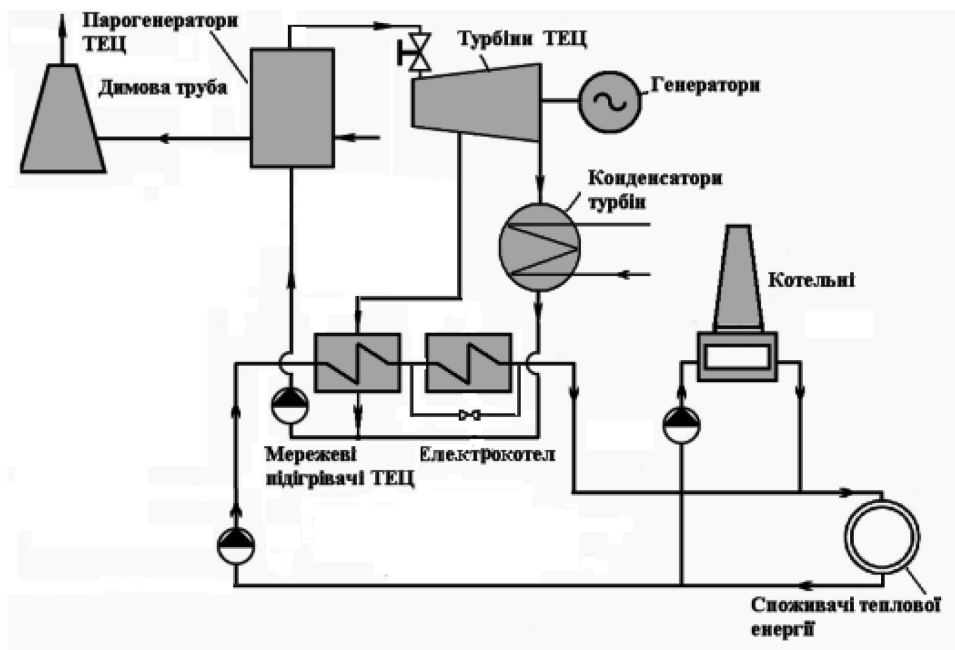 Парогенератори
ТЕЦ
Димова труба
Турбіни ТЕЦ
Генератори
Конденсатори
турбін
Котельні
Мережеві
підігрівачі ТЕЦ
Електрокотел
Споживачі теплової
енергії